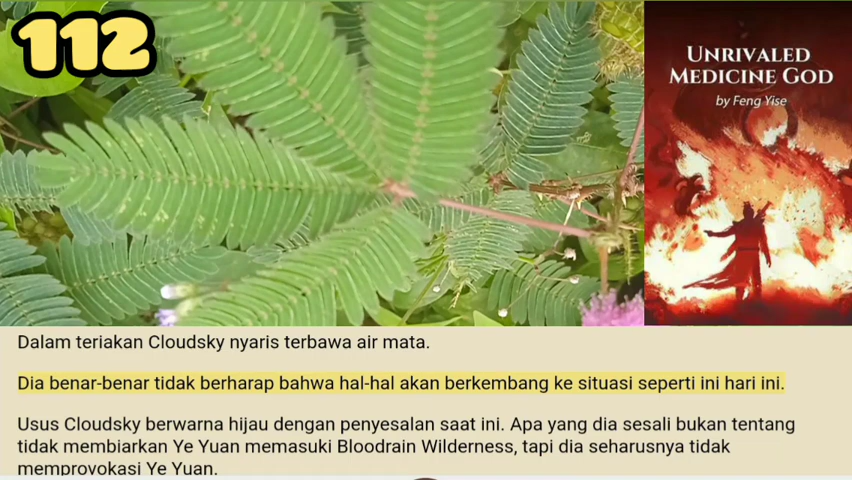 112
UNRIVALED
MEDICINE GOD
by Feng Yise
Dalam teriakan Cloudsky nyaris terbawa air mata.
Dia benar-benar tidak berharap bahwa hal-hal akan berkembang ke situasi seperti ini hari ini.
Usus Cloudsky berwarna hijau dengan penyesalan saat ini. Apa yang dia sesali bukan tentang
tidak membiarkan Ye Yuan memasuki Bloodrain Wilderness, tapi dia seharusnya tidak
memprovokasi Ye Yuan.